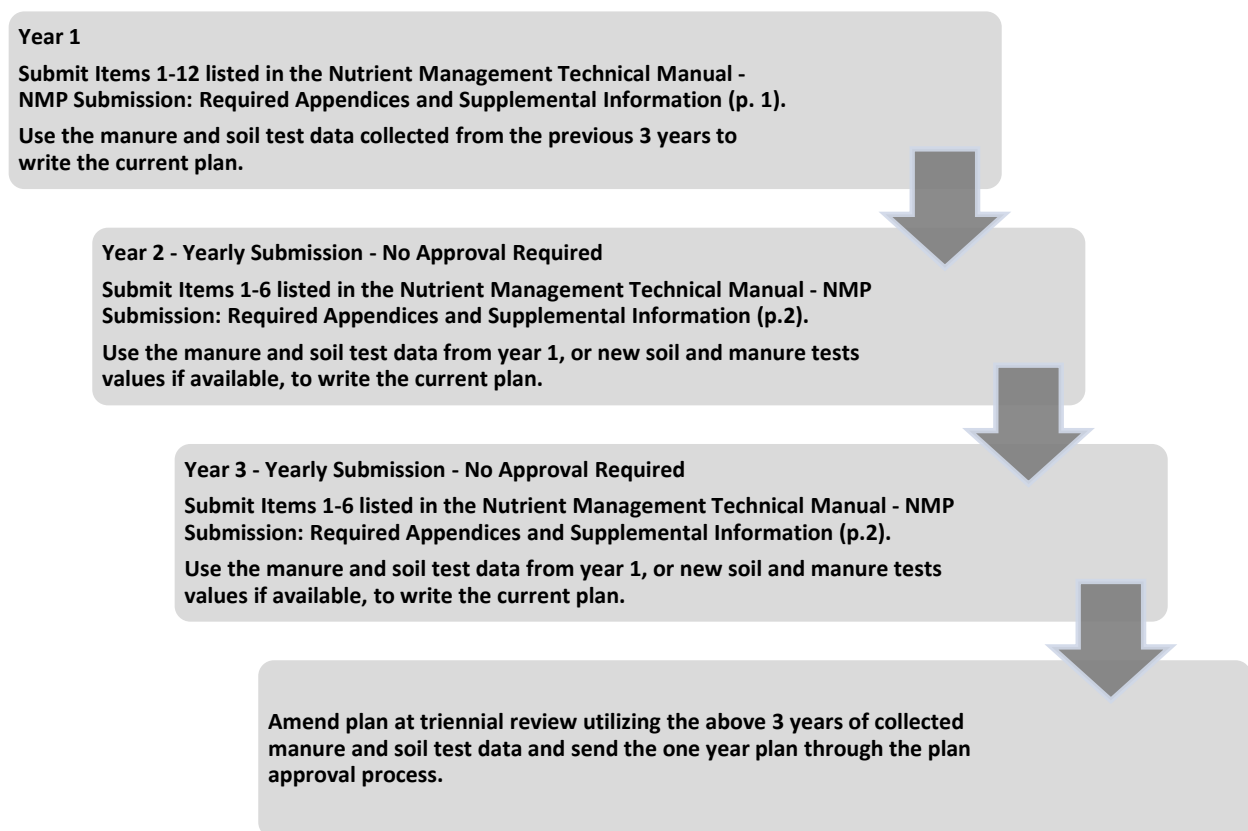 Year 1
Submit Items 1-12 listed in the Nutrient Management Technical Manual -
NMP Submission: Required Appendices and Supplemental Information (p. 1).
Use the manure and soil test data collected from the previous 3 years to
write the current plan.
Year 2 - Yearly Submission - No Approval Required
Submit Items 1-6 listed in the Nutrient Management Technical Manual - NMP
Submission: Required Appendices and Supplemental Information (p.2).
Use the manure and soil test data from year 1, or new soil and manure tests
values if available, to write the current plan.
Year 3 - Yearly Submission - No Approval Required
Submit Items 1-6 listed in the Nutrient Management Technical Manual - NMP
Submission: Required Appendices and Supplemental Information (p.2).
Use the manure and soil test data from year 1, or new soil and manure tests
values if available, to write the current plan.
Amend plan at triennial review utilizing the above 3 years of collected
manure and soil test data and send the one year plan through the plan
approval process.